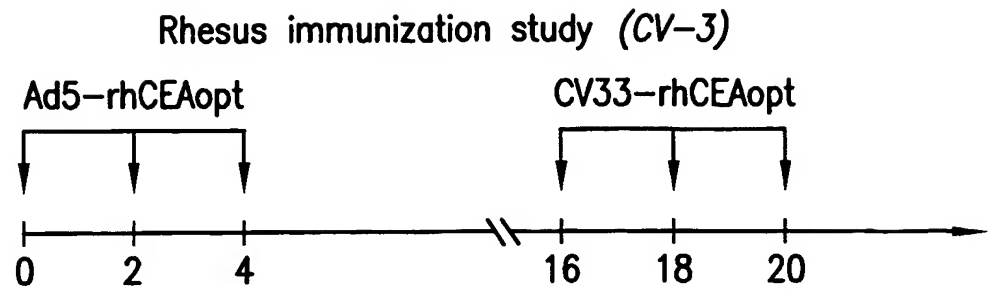 Rhesus immunization study (CV-3)
Ad5-rhCEAopt CV33-rhCEAopt
0 2 4 16 18 20